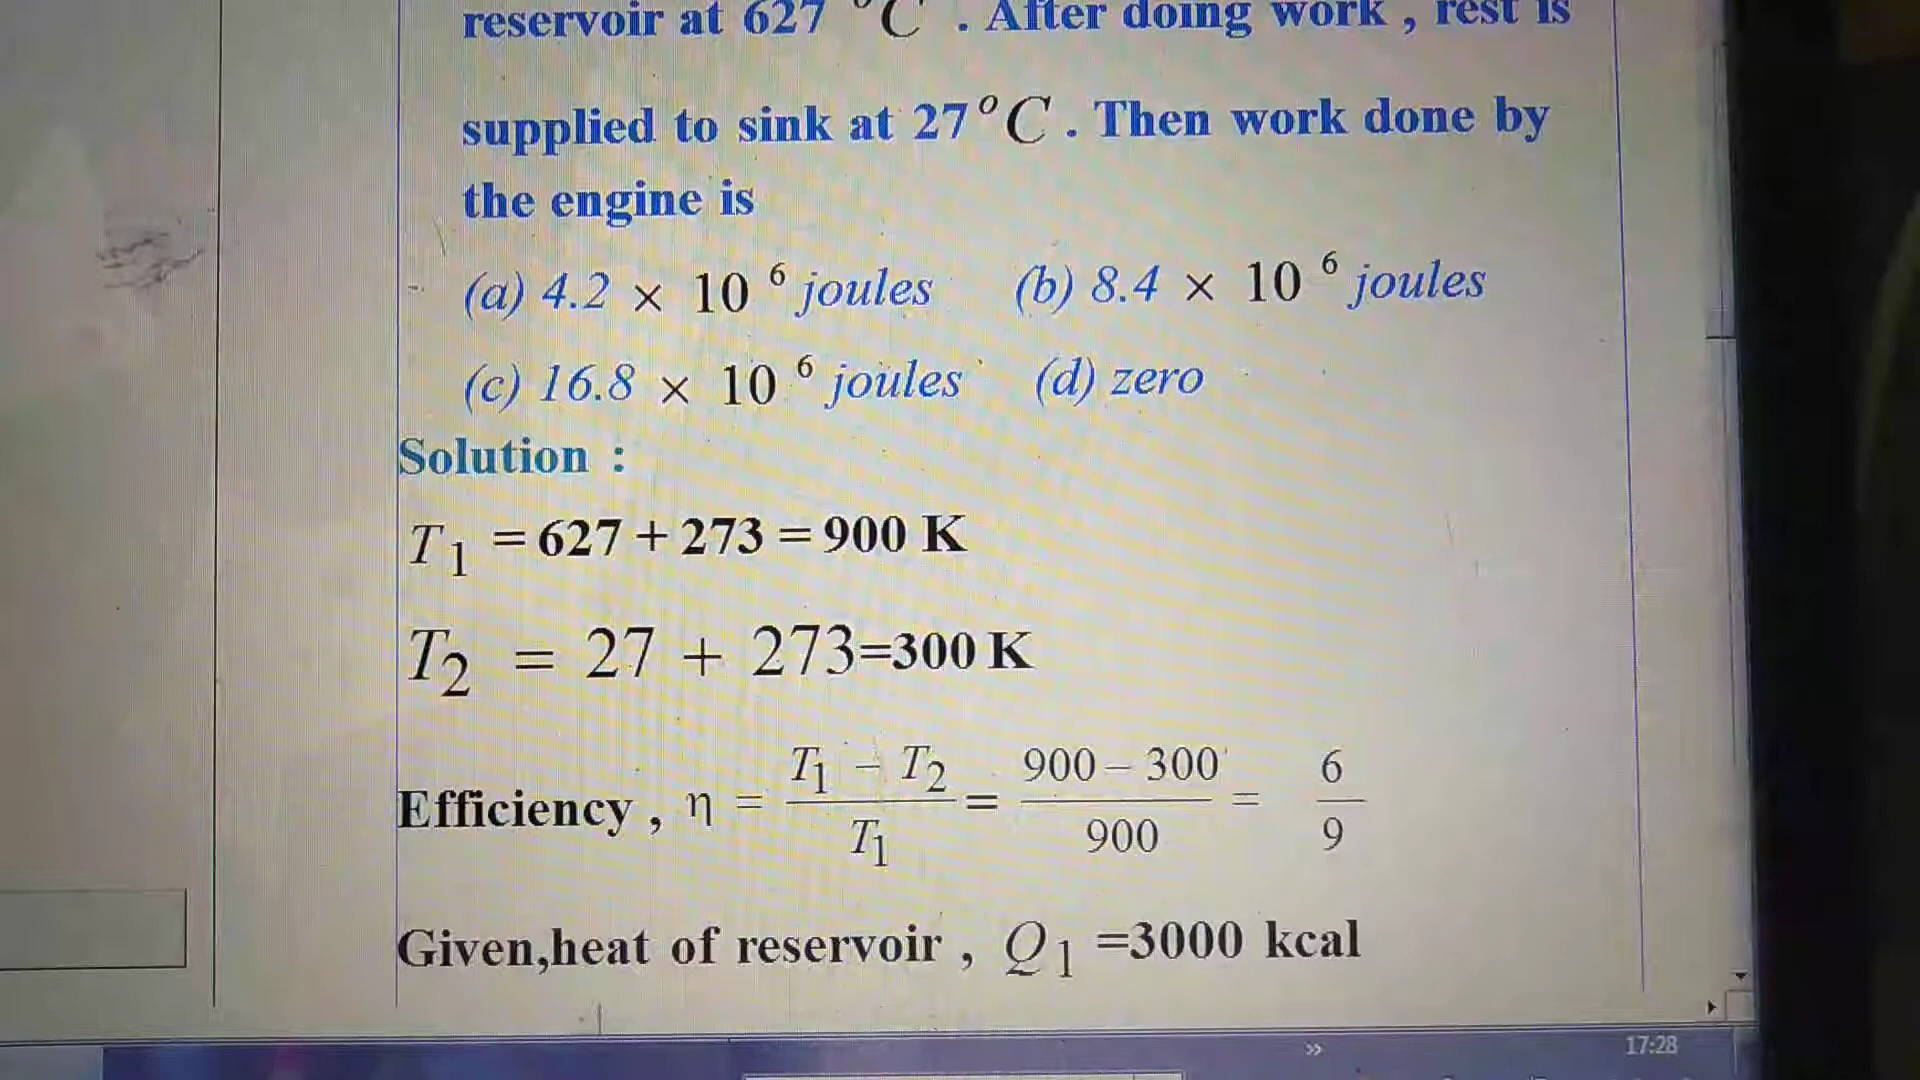 reservoir at 627 °C . After doing work , rest is
supplied to sink at 27°C . Then work done by
the engine is
(a) 4.2 × 10⁶ joules (b) 8.4 × 10⁶ joules
(c) 16.8 × 10⁶ joules (d) zero
Solution :
T₁ = 627 + 273 = 900 K
T₂ = 27 + 273=300 K
Efficiency , η = (T₁ − T₂)/T₁ = (900 − 300)/900 = 6/9
Given,heat of reservoir , Q₁ =3000 kcal
17:28